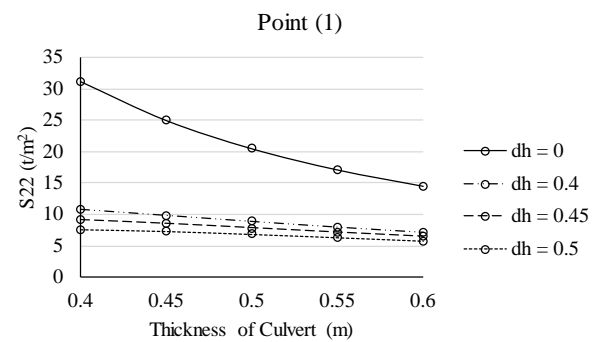 Point (1)
35
30
25
20
15
10
5
0
S22 (t/m²)
0.4 0.45 0.5 0.55 0.6
Thickness of Culvert (m)
dh = 0
dh = 0.4
dh = 0.45
dh = 0.5